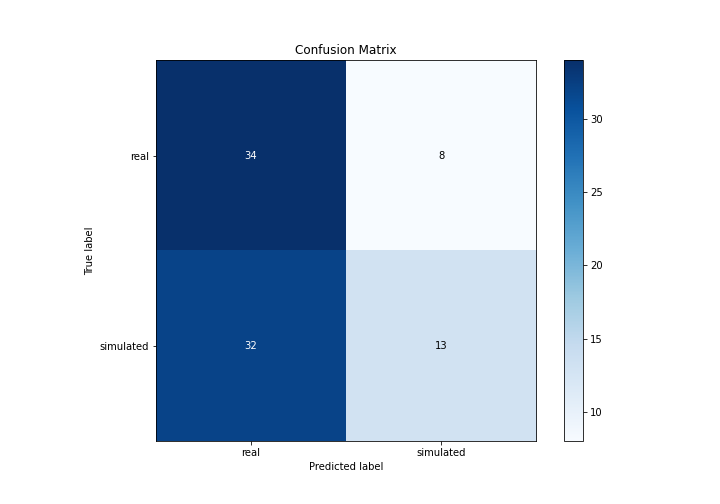 Confusion Matrix
True label
real
simulated
34
8
32
13
real
simulated
Predicted label
30
25
20
15
10